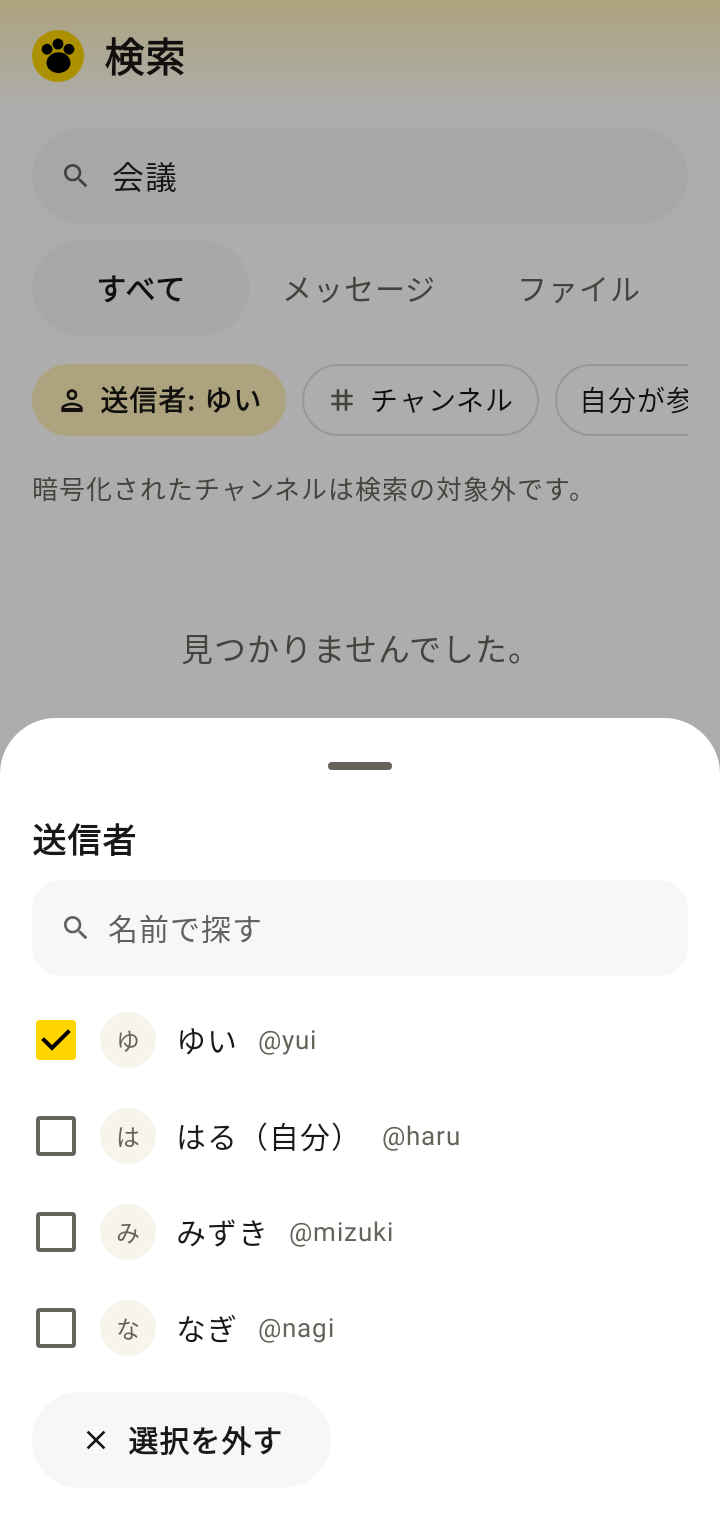 検索
会議
すべて メッセージ ファイル
送信者: ゆい チャンネル 自分が参
暗号化されたチャンネルは検索の対象外です。
見つかりませんでした。
送信者
名前で探す
ゆ ゆい @yui
は はる（自分） @haru
み みずき @mizuki
な なぎ @nagi
選択を外す